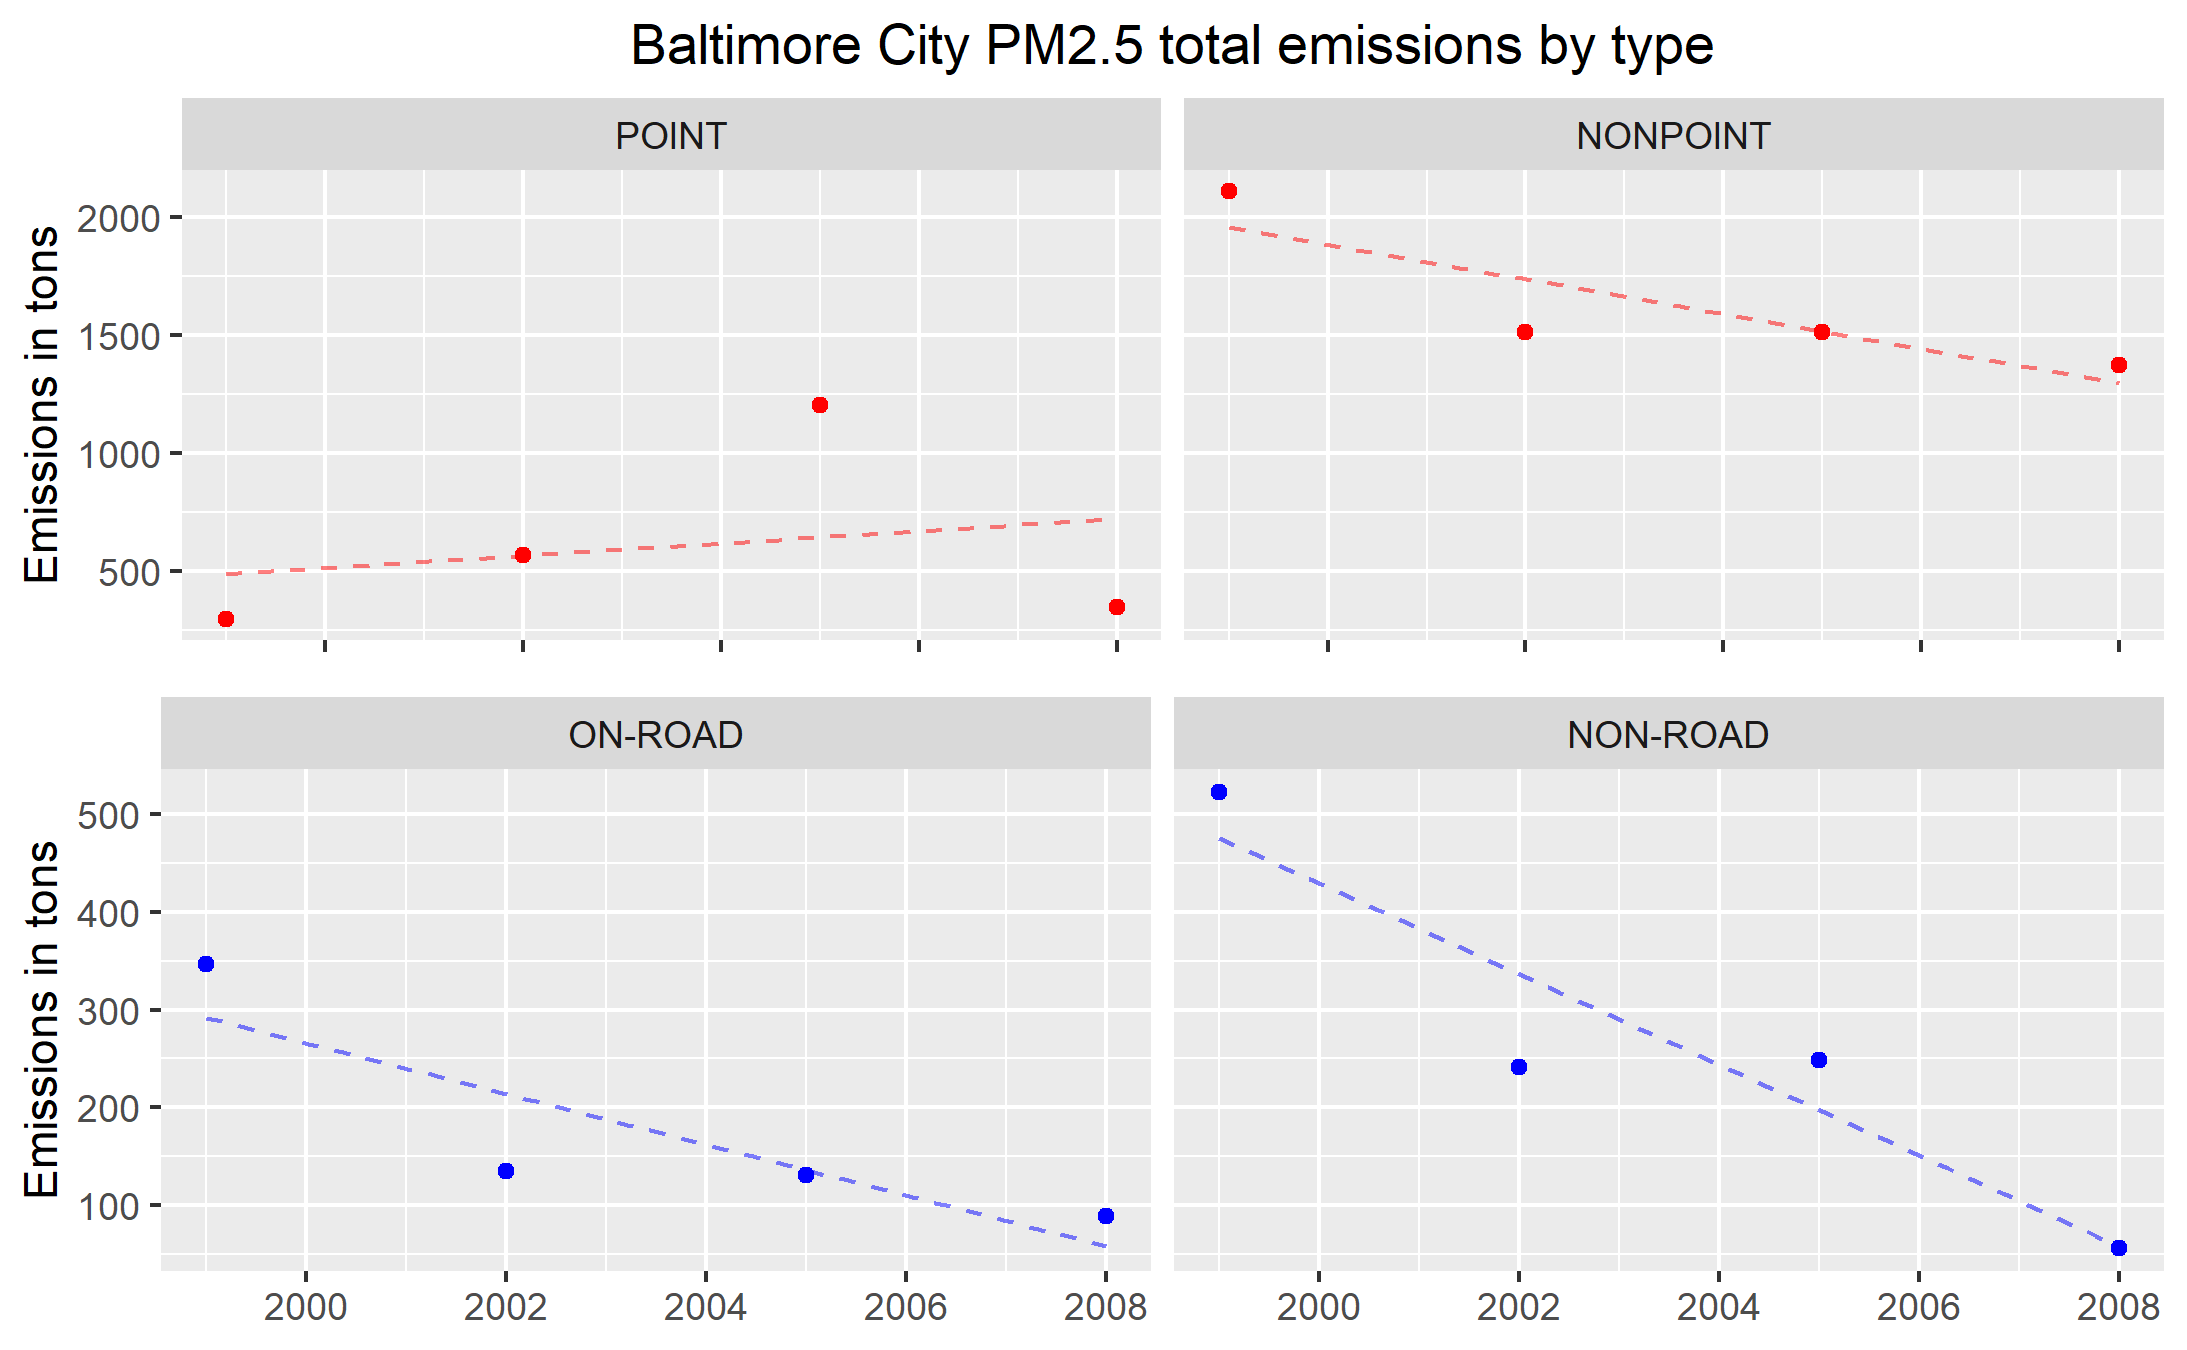 Baltimore City PM2.5 total emissions by type
POINT
NONPOINT
Emissions in tons
2000
1500
1000
500
ON-ROAD
NON-ROAD
Emissions in tons
500
400
300
200
100
2000 2002 2004 2006 2008
2000 2002 2004 2006 2008